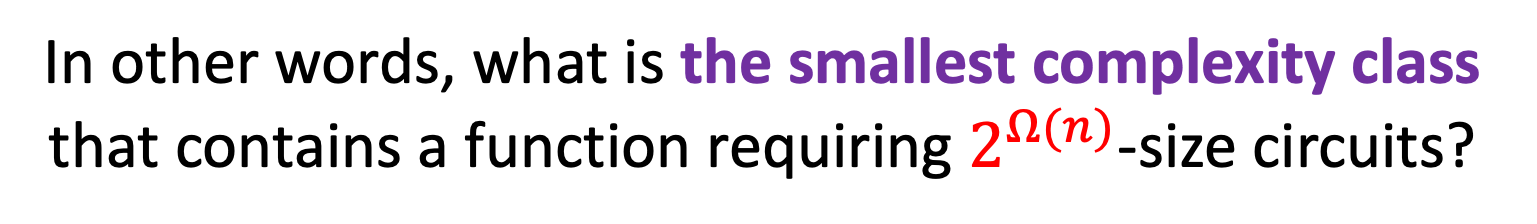 In other words, what is the smallest complexity class
that contains a function requiring 2^Ω(n)-size circuits?